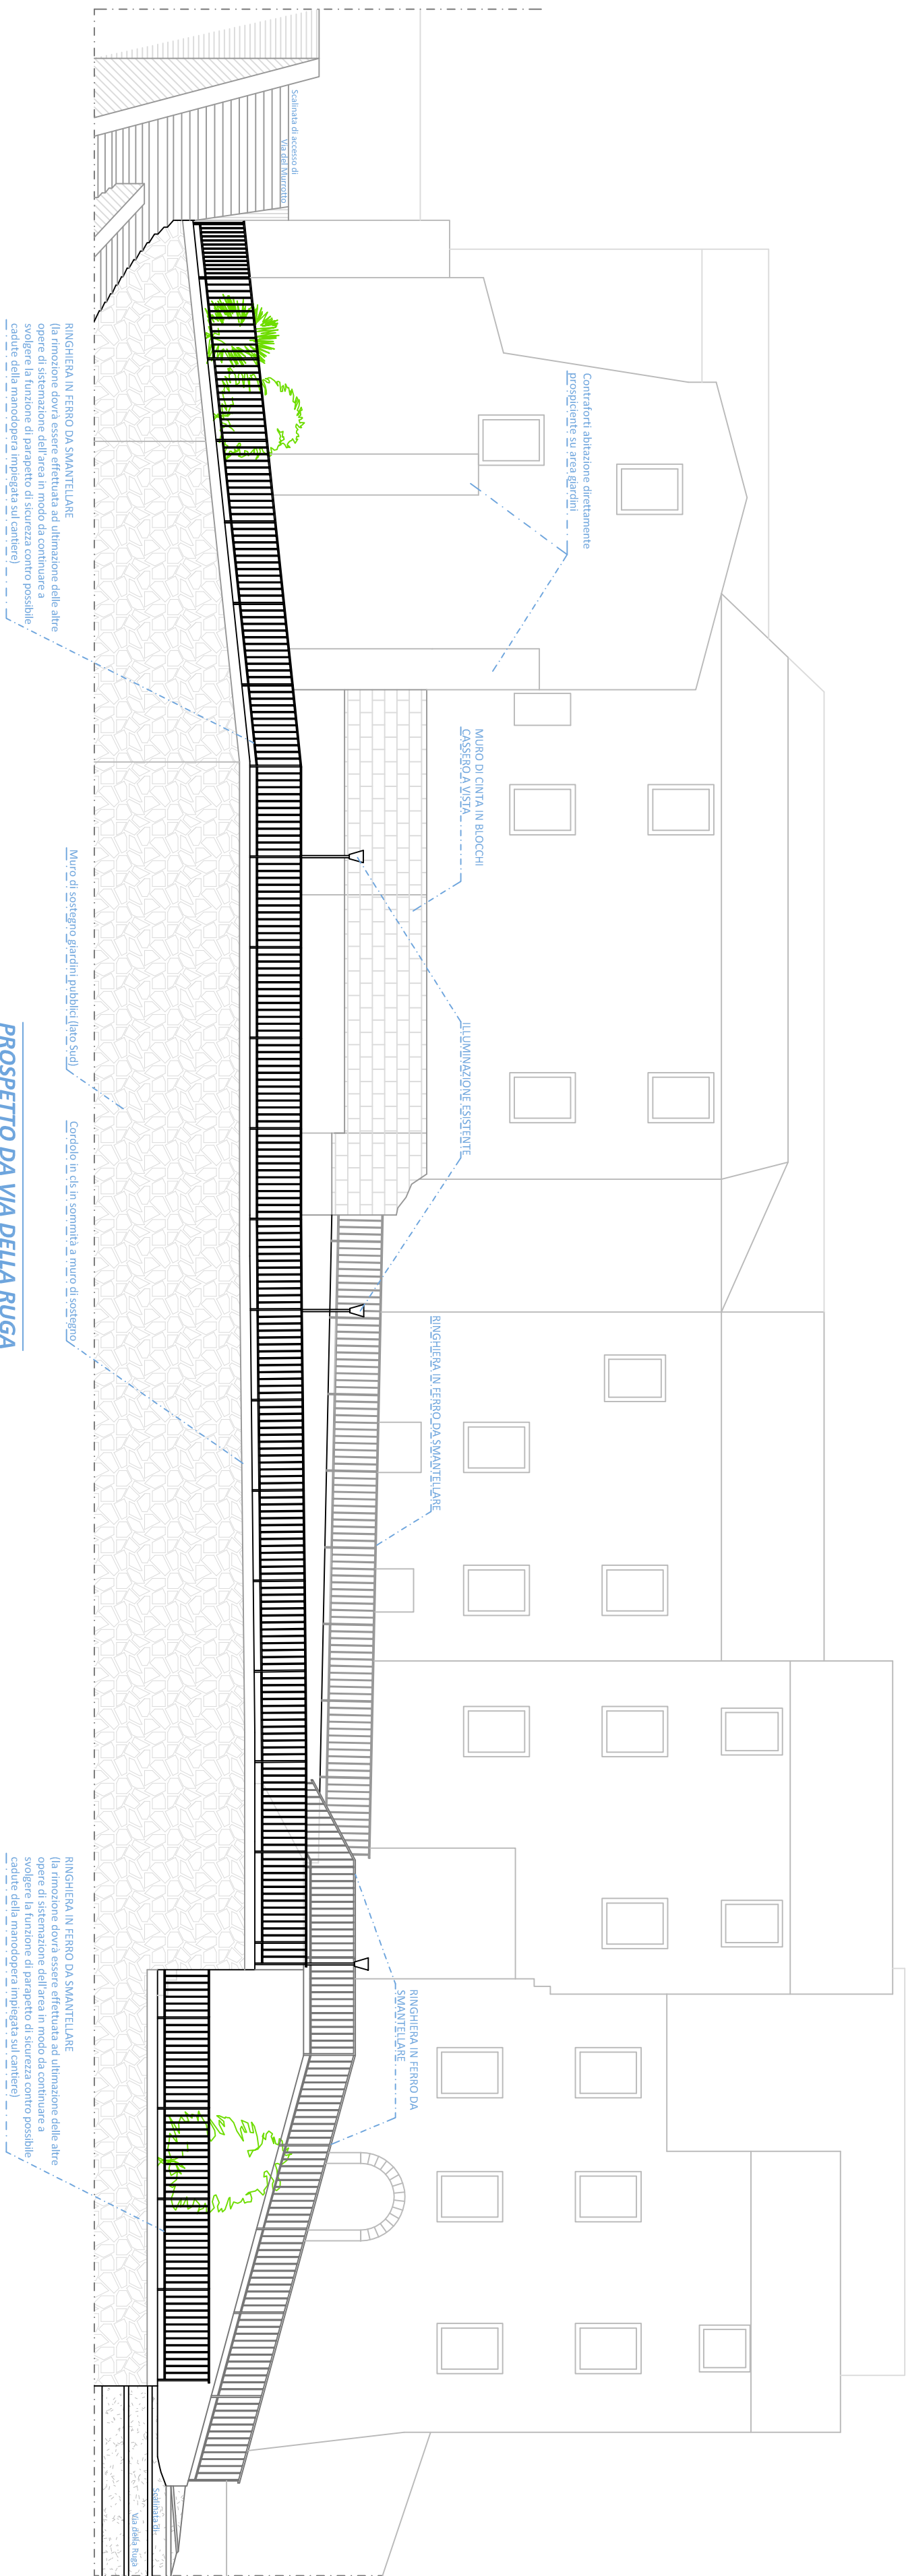 Scalinata di accesso di
Via del Murrotto
Contraforti abitazione direttamente
prospiciente su area giardini
MURO DI CINTA IN BLOCCHI
CASSERO A VISTA
ILLUMINAZIONE ESISTENTE
RINGHIERA IN FERRO DA SMANTELLARE
RINGHIERA IN FERRO DA
SMANTELLARE
RINGHIERA IN FERRO DA SMANTELLARE
(la rimozione dovrà essere effettuata ad ultimazione delle altre
opere di sistemazione dell'area in modo da continuare a
svolgere la funzione di parapetto di sicurezza contro possibile
cadute della manodopera impiegata sul cantiere)
Muro di sostegno giardini pubblici (lato Sud)
Cordolo in cls in sommità a muro di sostegno
RINGHIERA IN FERRO DA SMANTELLARE
(la rimozione dovrà essere effettuata ad ultimazione delle altre
opere di sistemazione dell'area in modo da continuare a
svolgere la funzione di parapetto di sicurezza contro possibile
cadute della manodopera impiegata sul cantiere)
Scalinata di
Via della Ruga
PROSPETTO DA VIA DELLA RUGA